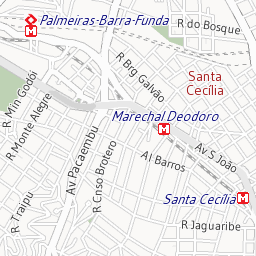 Palmeiras-Barra-Funda
R do Bosque
R Brg Galvão
Santa
Cecília
R Min Godói
R Monte Alegre
Marechal Deodoro
Av S João
Av Pacaembu
R Cnso Brotero
Al Barros
R Traipu
Santa Cecília
R Jaguaribe